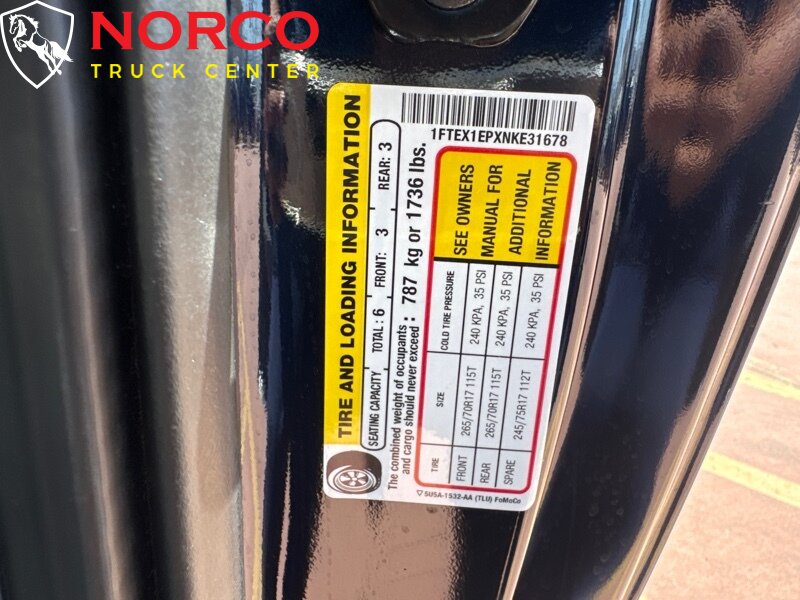 NORCO
TRUCK CENTER
TIRE AND LOADING INFORMATION
SEATING CAPACITY TOTAL : 6 FRONT: 3 REAR: 3
The combined weight of occupants
and cargo should never exceed : 787 kg or 1736 lbs.
TIRE SIZE COLD TIRE PRESSURE
FRONT 265/70R17 115T 240 KPA, 35 PSI
REAR 265/70R17 115T 240 KPA, 35 PSI
SPARE 245/75R17 112T 240 KPA, 35 PSI
SEE OWNERS
MANUAL FOR
ADDITIONAL
INFORMATION
1FTEX1EPXNKE31678
5U5A-1532-AA (TLU) FoMoCo